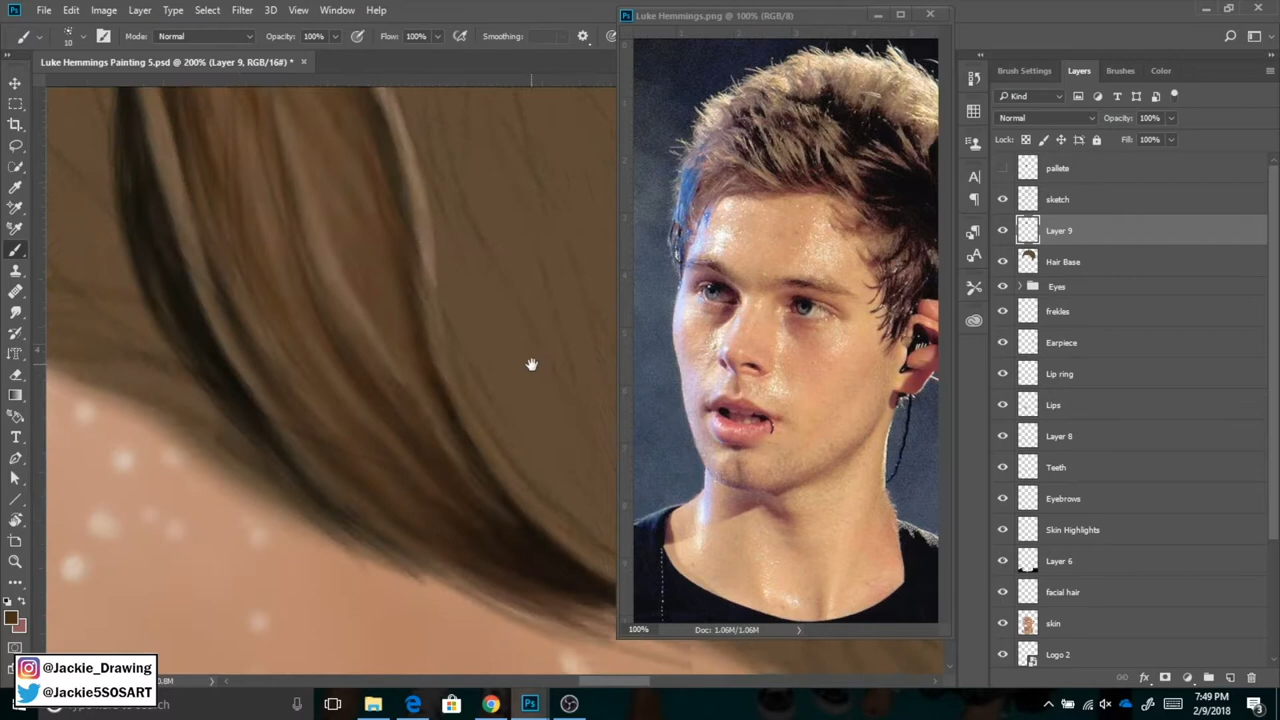 File Edit Image Layer Type Select Filter 3D View Window Help
Luke Hemmings.png @ 100% (RGB/8)
10 Mode: Normal Opacity: 100% Flow: 100% Smoothing:
Luke Hemmings Painting 5.psd @ 200% (Layer 9, RGB/16#) *
Brush Settings Layers Brushes Color
Kind
Normal Opacity: 100%
Lock: Fill: 100%
pallete
sketch
Layer 9
Hair Base
Eyes
frekles
Earpiece
Lip ring
Lips
Layer 8
Teeth
Eyebrows
Skin Highlights
Layer 6
facial hair
skin
Logo 2
100% Doc: 1.06M/1.06M
@Jackie_Drawing
@Jackie5SOSART
7:49 PM
2/9/2018